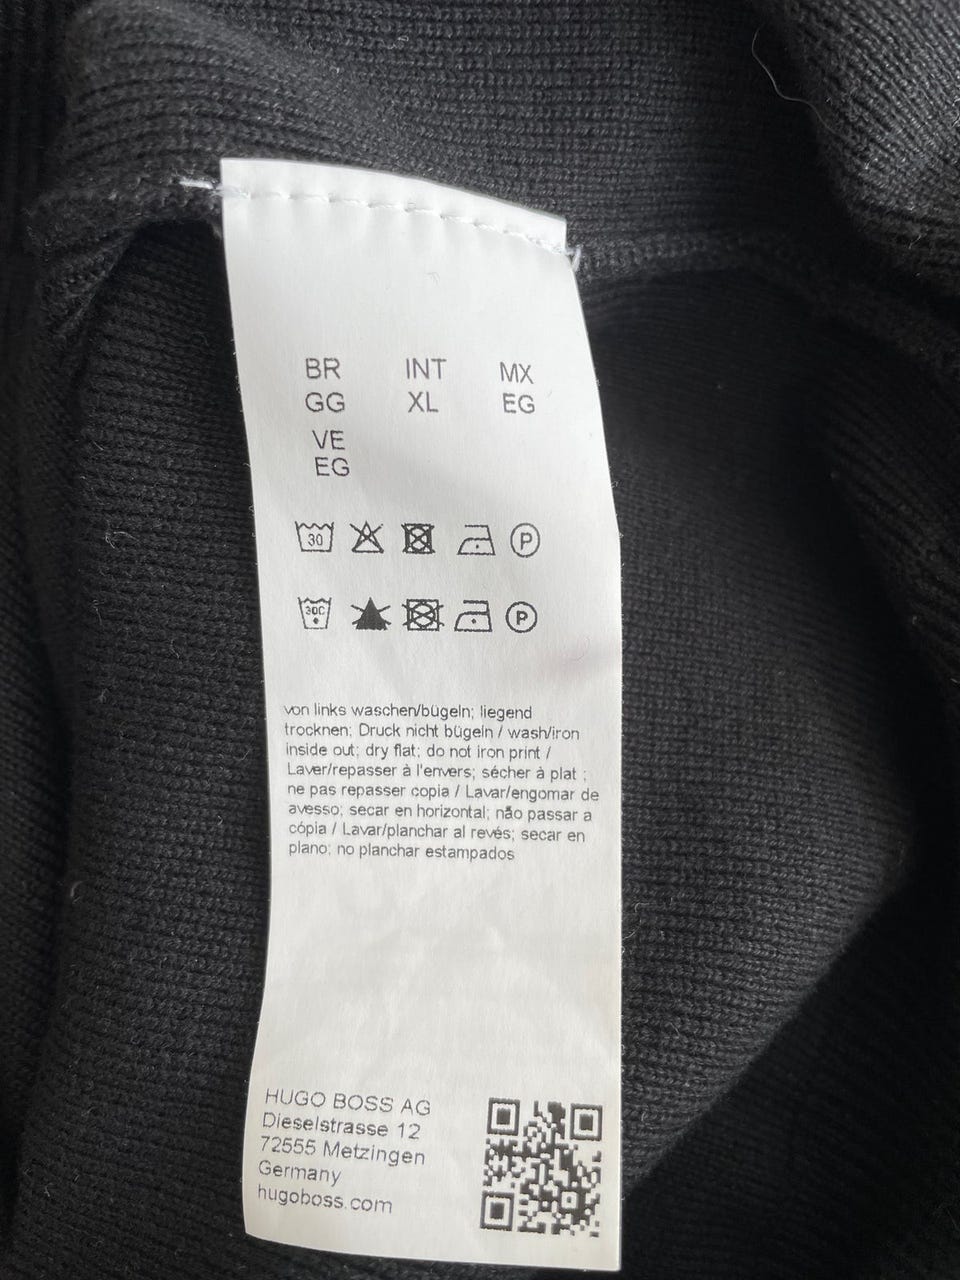 BR INT MX
GG XL EG
VE
EG
30 P
30C P
von links waschen/bügeln; liegend
trocknen; Druck nicht bügeln / wash/iron
inside out; dry flat; do not iron print /
Laver/repasser à l'envers; sécher à plat ;
ne pas repasser copia / Lavar/engomar de
avesso; secar en horizontal; não passar a
cópia / Lavar/planchar al revés; secar en
plano; no planchar estampados
HUGO BOSS AG
Dieselstrasse 12
72555 Metzingen
Germany
hugoboss.com